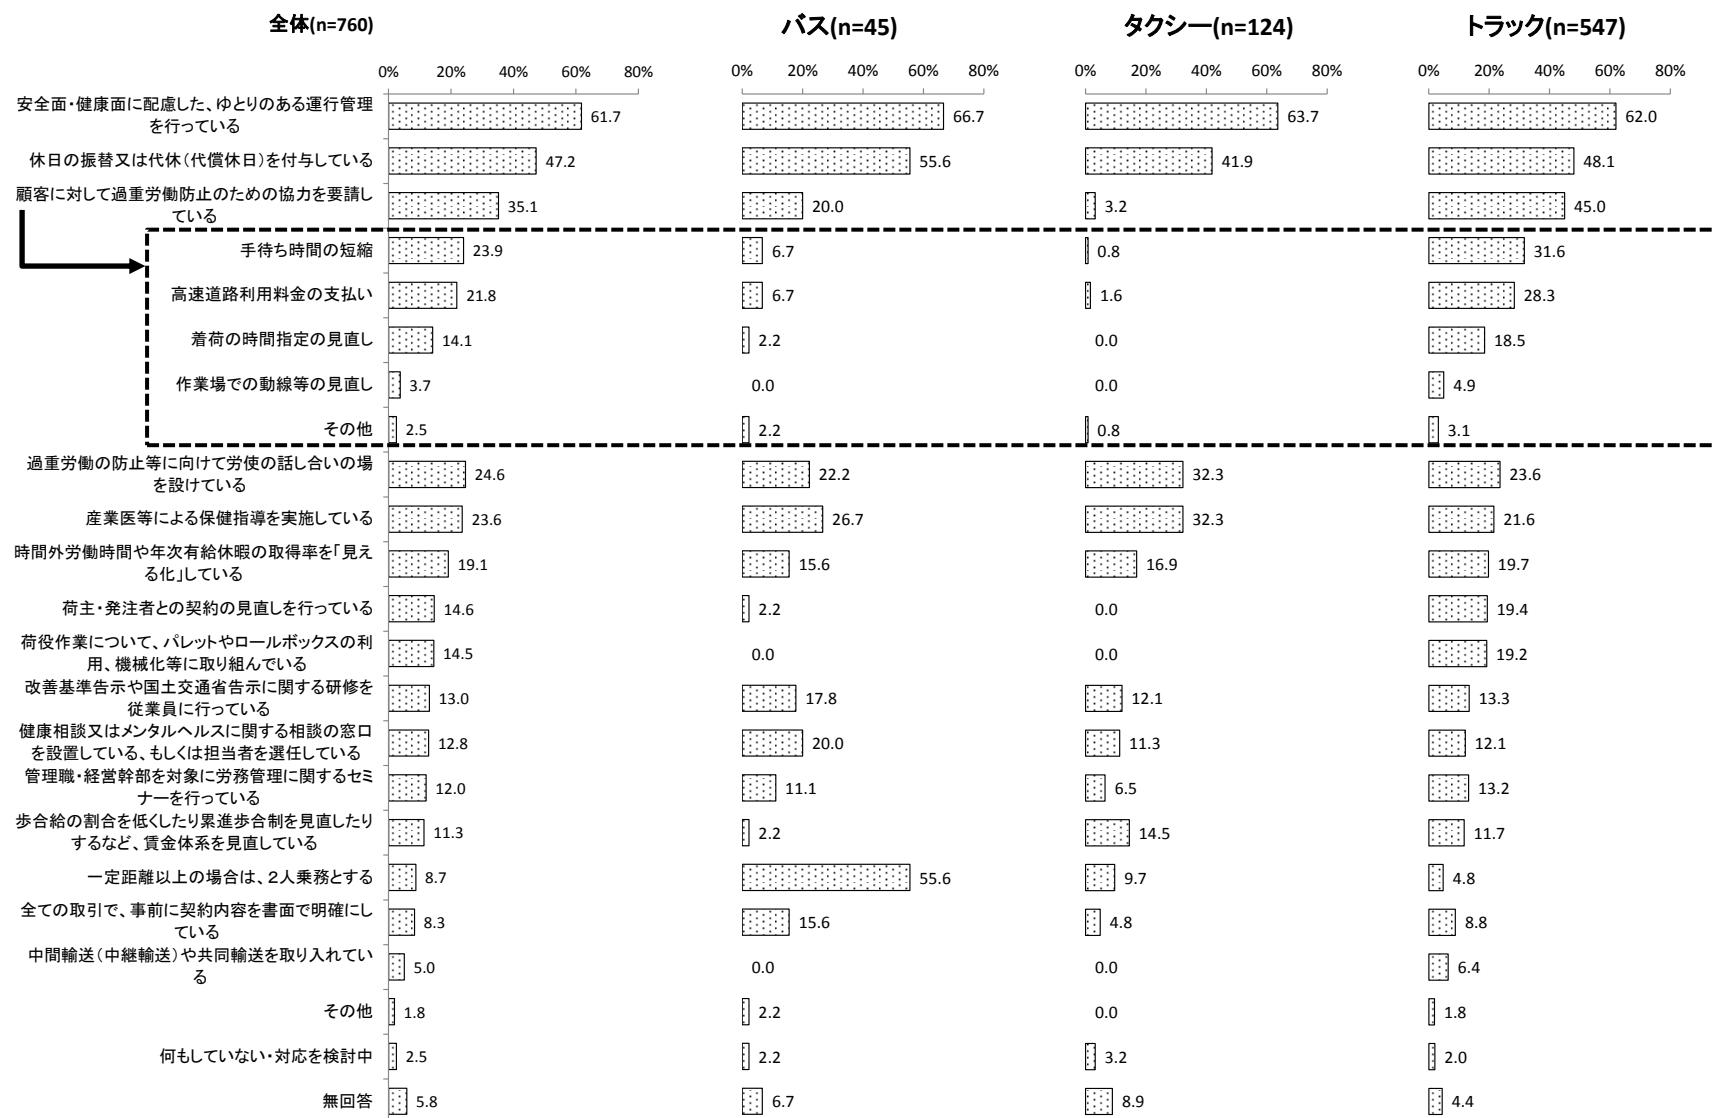 全体(n=760) バス(n=45) タクシー(n=124) トラック(n=547)
0% 20% 40% 60% 80% 0% 20% 40% 60% 80% 0% 20% 40% 60% 80% 0% 20% 40% 60% 80%
安全面・健康面に配慮した、ゆとりのある運行管理
を行っている 61.7 66.7 63.7 62.0
休日の振替又は代休（代償休日）を付与している 47.2 55.6 41.9 48.1
顧客に対して過重労働防止のための協力を要請し
ている 35.1 20.0 3.2 45.0
手待ち時間の短縮 23.9 6.7 0.8 31.6
高速道路利用料金の支払い 21.8 6.7 1.6 28.3
着荷の時間指定の見直し 14.1 2.2 0.0 18.5
作業場での動線等の見直し 3.7 0.0 0.0 4.9
その他 2.5 2.2 0.8 3.1
過重労働の防止等に向けて労使の話し合いの場
を設けている 24.6 22.2 32.3 23.6
産業医等による保健指導を実施している 23.6 26.7 32.3 21.6
時間外労働時間や年次有給休暇の取得率を「見え
る化」している 19.1 15.6 16.9 19.7
荷主・発注者との契約の見直しを行っている 14.6 2.2 0.0 19.4
荷役作業について、パレットやロールボックスの利
用、機械化等に取り組んでいる 14.5 0.0 0.0 19.2
改善基準告示や国土交通省告示に関する研修を
従業員に行っている 13.0 17.8 12.1 13.3
健康相談又はメンタルヘルスに関する相談の窓口
を設置している、もしくは担当者を選任している 12.8 20.0 11.3 12.1
管理職・経営幹部を対象に労務管理に関するセミ
ナーを行っている 12.0 11.1 6.5 13.2
歩合給の割合を低くしたり累進歩合制を見直したり
するなど、賃金体系を見直している 11.3 2.2 14.5 11.7
一定距離以上の場合は、２人乗務とする 8.7 55.6 9.7 4.8
全ての取引で、事前に契約内容を書面で明確にし
ている 8.3 15.6 4.8 8.8
中間輸送（中継輸送）や共同輸送を取り入れてい
る 5.0 0.0 0.0 6.4
その他 1.8 2.2 0.0 1.8
何もしていない・対応を検討中 2.5 2.2 3.2 2.0
無回答 5.8 6.7 8.9 4.4